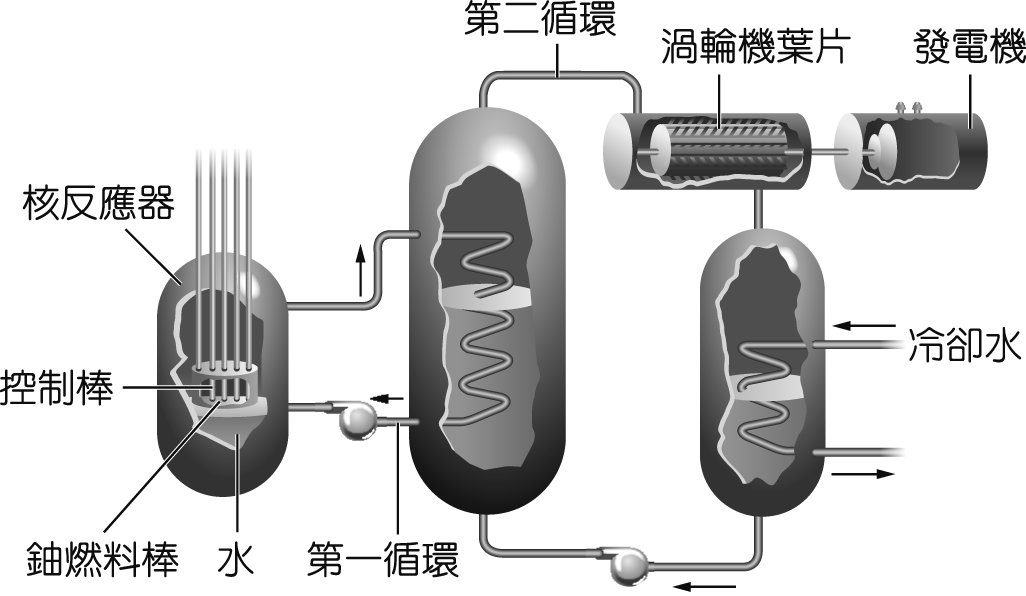 第二循環
渦輪機葉片
發電機
核反應器
冷卻水
控制棒
鈾燃料棒
水
第一循環